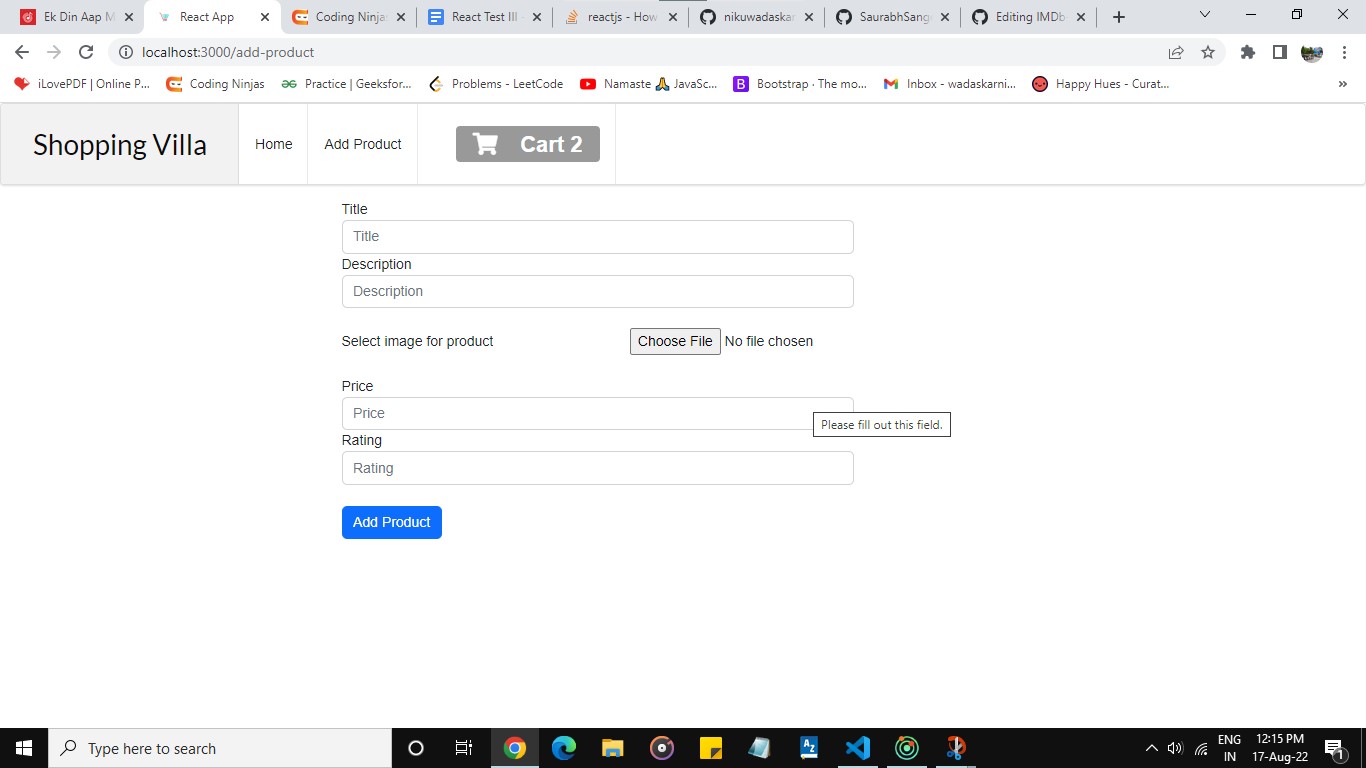 Ek Din Aap M
React App
Coding Ninja
React Test III -
reactjs - How
nikuwadaskar
SaurabhSang
Editing IMDb
localhost:3000/add-product
iLovePDF | Online P...
Coding Ninjas
Practice | Geeksfor...
Problems - LeetCode
Namaste 🙏 JavaSc...
B
Bootstrap · The mo...
Inbox - wadaskarni...
Happy Hues - Curat...
»
Shopping Villa
Home
Add Product
Cart 2
Title
Title
Description
Description
Select image for product
Choose File No file chosen
Price
Price
Please fill out this field.
Rating
Rating
Add Product
Type here to search
A Z
ENG
IN
12:15 PM
17-Aug-22
1